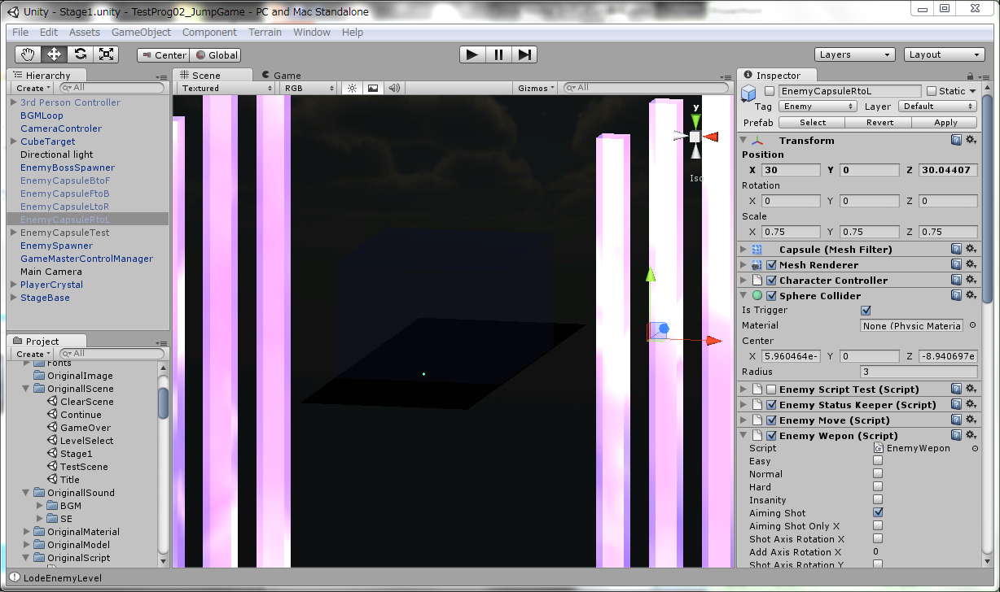 Unity - Stage1.unity - TestProg02_JumpGame - PC and Mac Standalone
File Edit Assets GameObject Component Terrain Window Help
Center Global Layers Layout
Hierarchy
Create All
3rd Person Controller
BGMLoop
CameraControler
CubeTarget
Directional light
EnemyBossSpawner
EnemyCapsuleBtoF
EnemyCapsuleFtoB
EnemyCapsuleLtoR
EnemyCapsuleRtoL
EnemyCapsuleTest
EnemySpawner
GameMasterControlManager
Main Camera
PlayerCrystal
StageBase
Project
Create All
Fonts
OriginalImage
OriginalScene
ClearScene
Continue
GameOver
LevelSelect
Stage1
TestScene
Title
OriginallSound
BGM
SE
OriginalMaterial
OriginalModel
OriginalScript
Scene Game
Textured RGB Gizmos All
y
Iso
Inspector
EnemyCapsuleRtoL Static
Tag Enemy Layer Default
Prefab Select Revert Apply
Transform
Position
X 30 Y 0 Z 30.04407
Rotation
X 0 Y 0 Z 0
Scale
X 0.75 Y 0.75 Z 0.75
Capsule (Mesh Filter)
Mesh Renderer
Character Controller
Sphere Collider
Is Trigger
Material None (Physic Materia
Center
X 5.960464e- Y 0 Z -8.940697e
Radius 3
Enemy Script Test (Script)
Enemy Status Keeper (Script)
Enemy Move (Script)
Enemy Wepon (Script)
Script EnemyWepon
Easy
Normal
Hard
Insanity
Aiming Shot
Aiming Shot Only X
Shot Axis Rotation X
Add Axis Rotation X 0
Shot Axis Rotation Y
LodeEnemyLevel